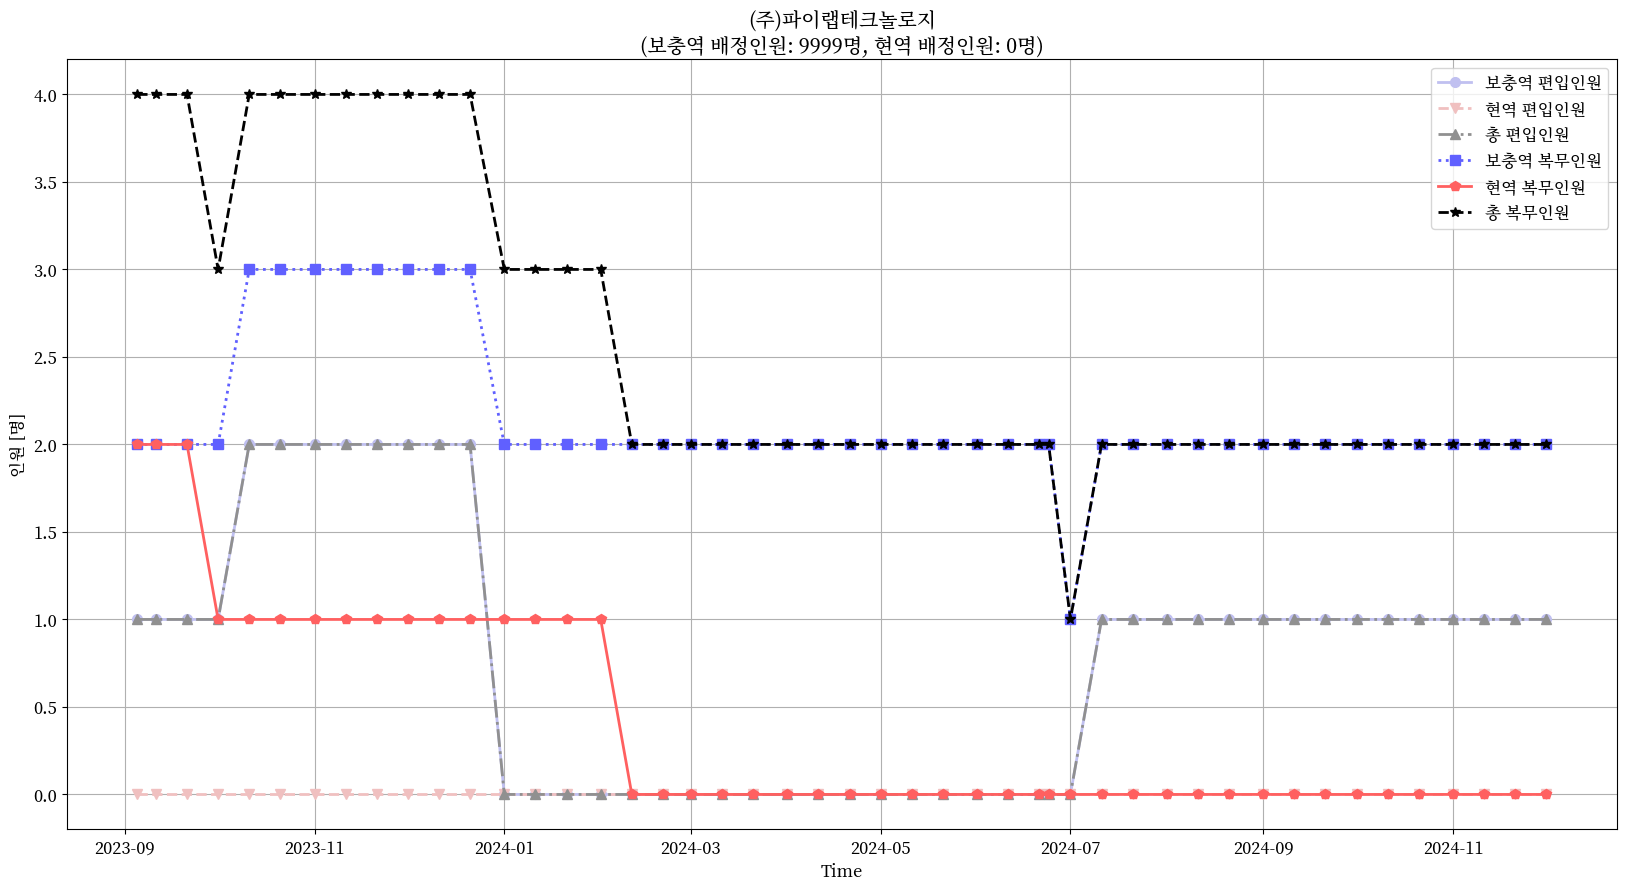 (주)파이랩테크놀로지
(보충역 배정인원: 9999명, 현역 배정인원: 0명)
보충역 편입인원
현역 편입인원
총 편입인원
보충역 복무인원
현역 복무인원
총 복무인원
4.0
3.5
3.0
2.5
2.0
1.5
1.0
0.5
0.0
인원 [명]
2023-09 2023-11 2024-01 2024-03 2024-05 2024-07 2024-09 2024-11
Time